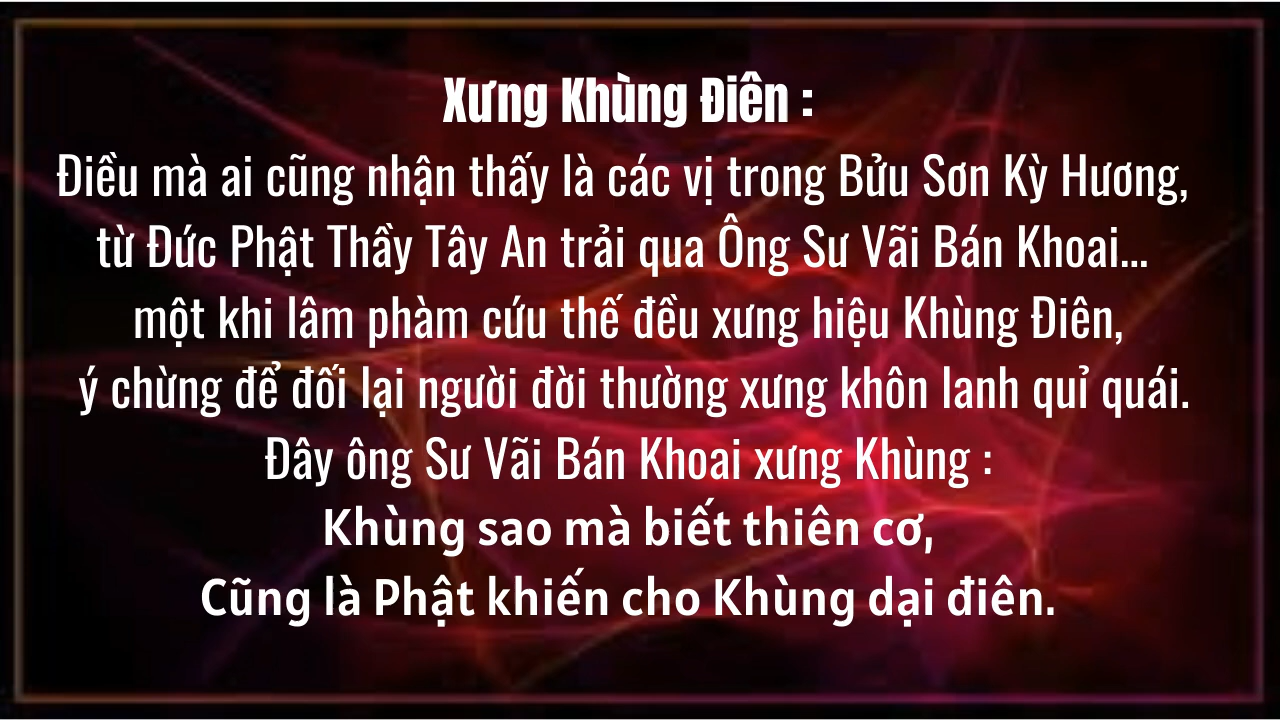 Xưng Khùng Điên :
Điều mà ai cũng nhận thấy là các vị trong Bửu Sơn Kỳ Hương,
từ Đức Phật Thầy Tây An trải qua Ông Sư Vãi Bán Khoai...
một khi lâm phàm cứu thế đều xưng hiệu Khùng Điên,
ý chừng để đối lại người đời thường xưng khôn lanh quỉ quái.
Đây ông Sư Vãi Bán Khoai xưng Khùng :
Khùng sao mà biết thiên cơ,
Cũng là Phật khiến cho Khùng dại điên.